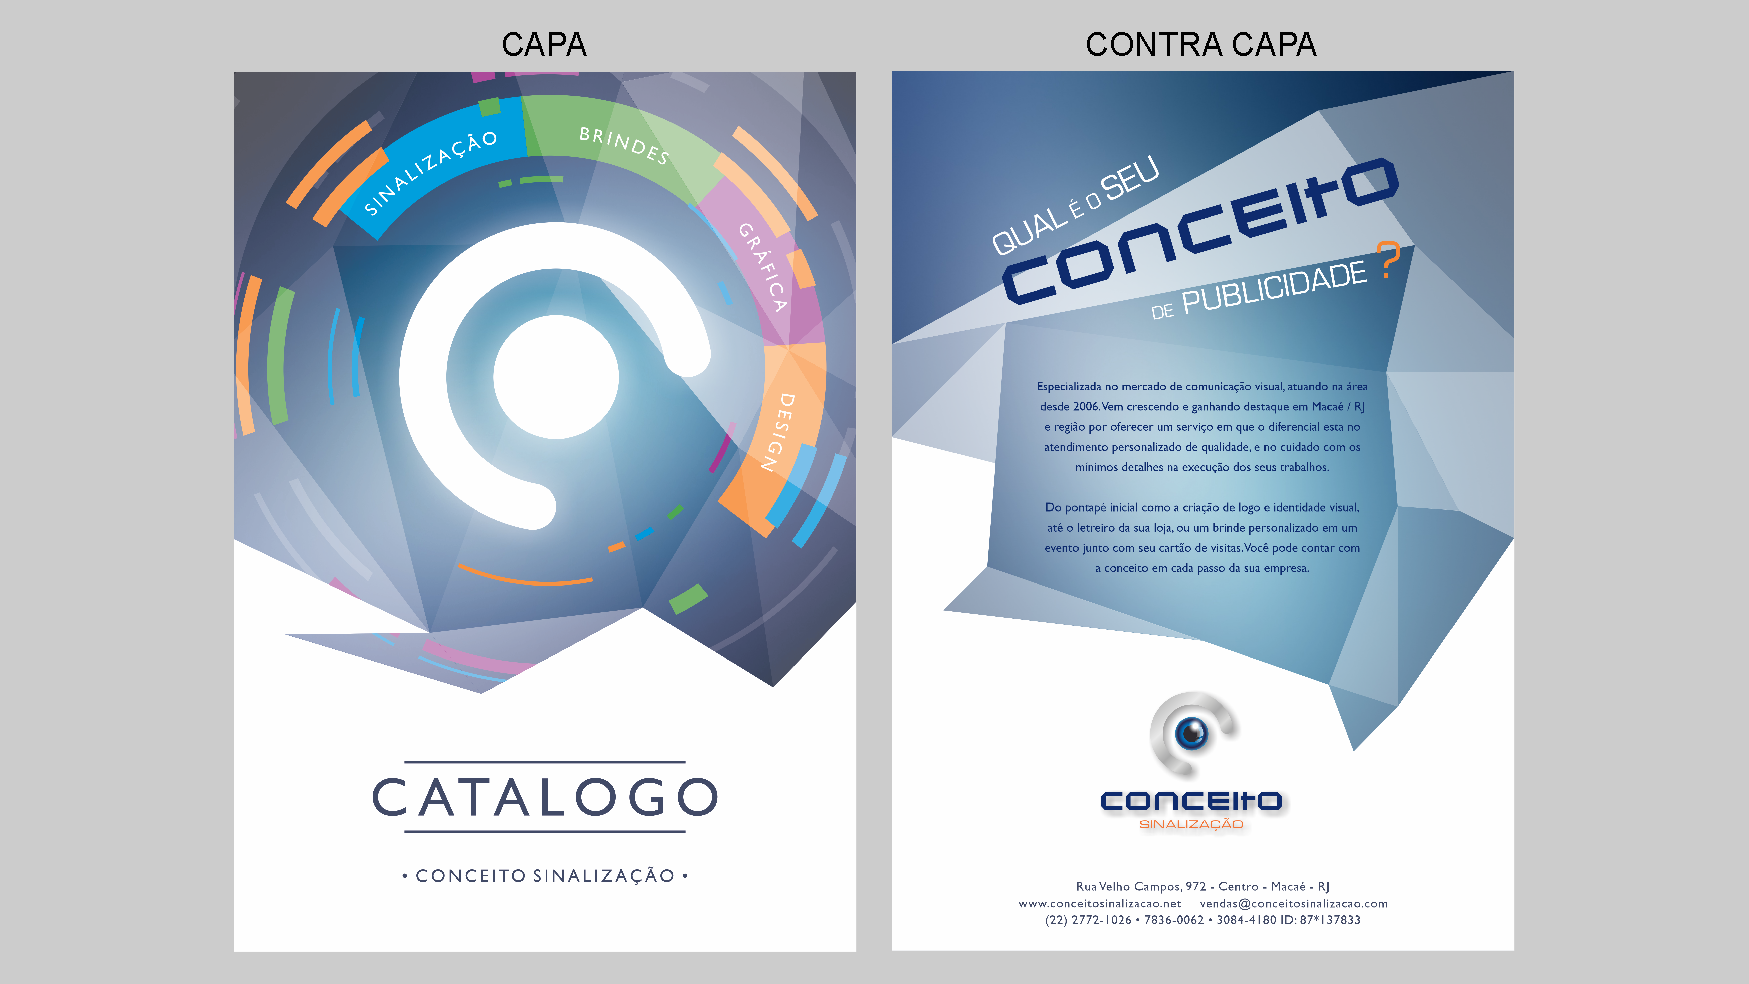 CAPA
SINALIZAÇÃO
BRINDES
GRÁFICA
DESIGN
CATALOGO
• CONCEITO SINALIZAÇÃO •
CONTRA CAPA
QUAL É O SEU
CONCEITO
DE PUBLICIDADE ?
Especializada no mercado de comunicação visual, atuando na área
desde 2006. Vem crescendo e ganhando destaque em Macaé / RJ
e região por oferecer um serviço em que o diferencial esta no
atendimento personalizado de qualidade, e no cuidado com os
mínimos detalhes na execução dos seus trabalhos.
Do pontapé inicial como a criação de logo e identidade visual,
até o letreiro da sua loja, ou um brinde personalizado em um
evento junto com seu cartão de visitas. Você pode contar com
a conceito em cada passo da sua empresa.
CONCEITO
SINALIZAÇÃO
Rua Velho Campos, 972 - Centro - Macaé - RJ
www.conceitosinalizacao.net vendas@conceitosinalizacao.com
(22) 2772-1026 • 7836-0062 • 3084-4180 ID: 87*137833